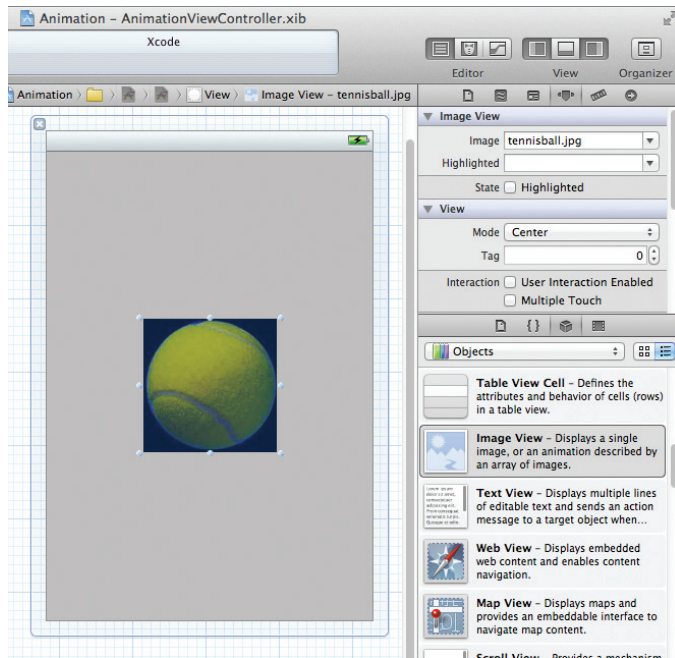 Animation – AnimationViewController.xib
Xcode
Editor
View
Organizer
Animation
View
Image View – tennisball.jpg
Image View
Image tennisball.jpg
Highlighted
State Highlighted
View
Mode Center
Tag 0
Interaction User Interaction Enabled
Multiple Touch
{}
Objects
Table View Cell – Defines the
attributes and behavior of cells (rows)
in a table view.
Image View – Displays a single
image, or an animation described by
an array of images.
Text View – Displays multiple lines
of editable text and sends an action
message to a target object when...
Web View – Displays embedded
web content and enables content
navigation.
Map View – Displays maps and
provides an embeddable interface to
navigate map content.
Scroll View – Provides a mechanism